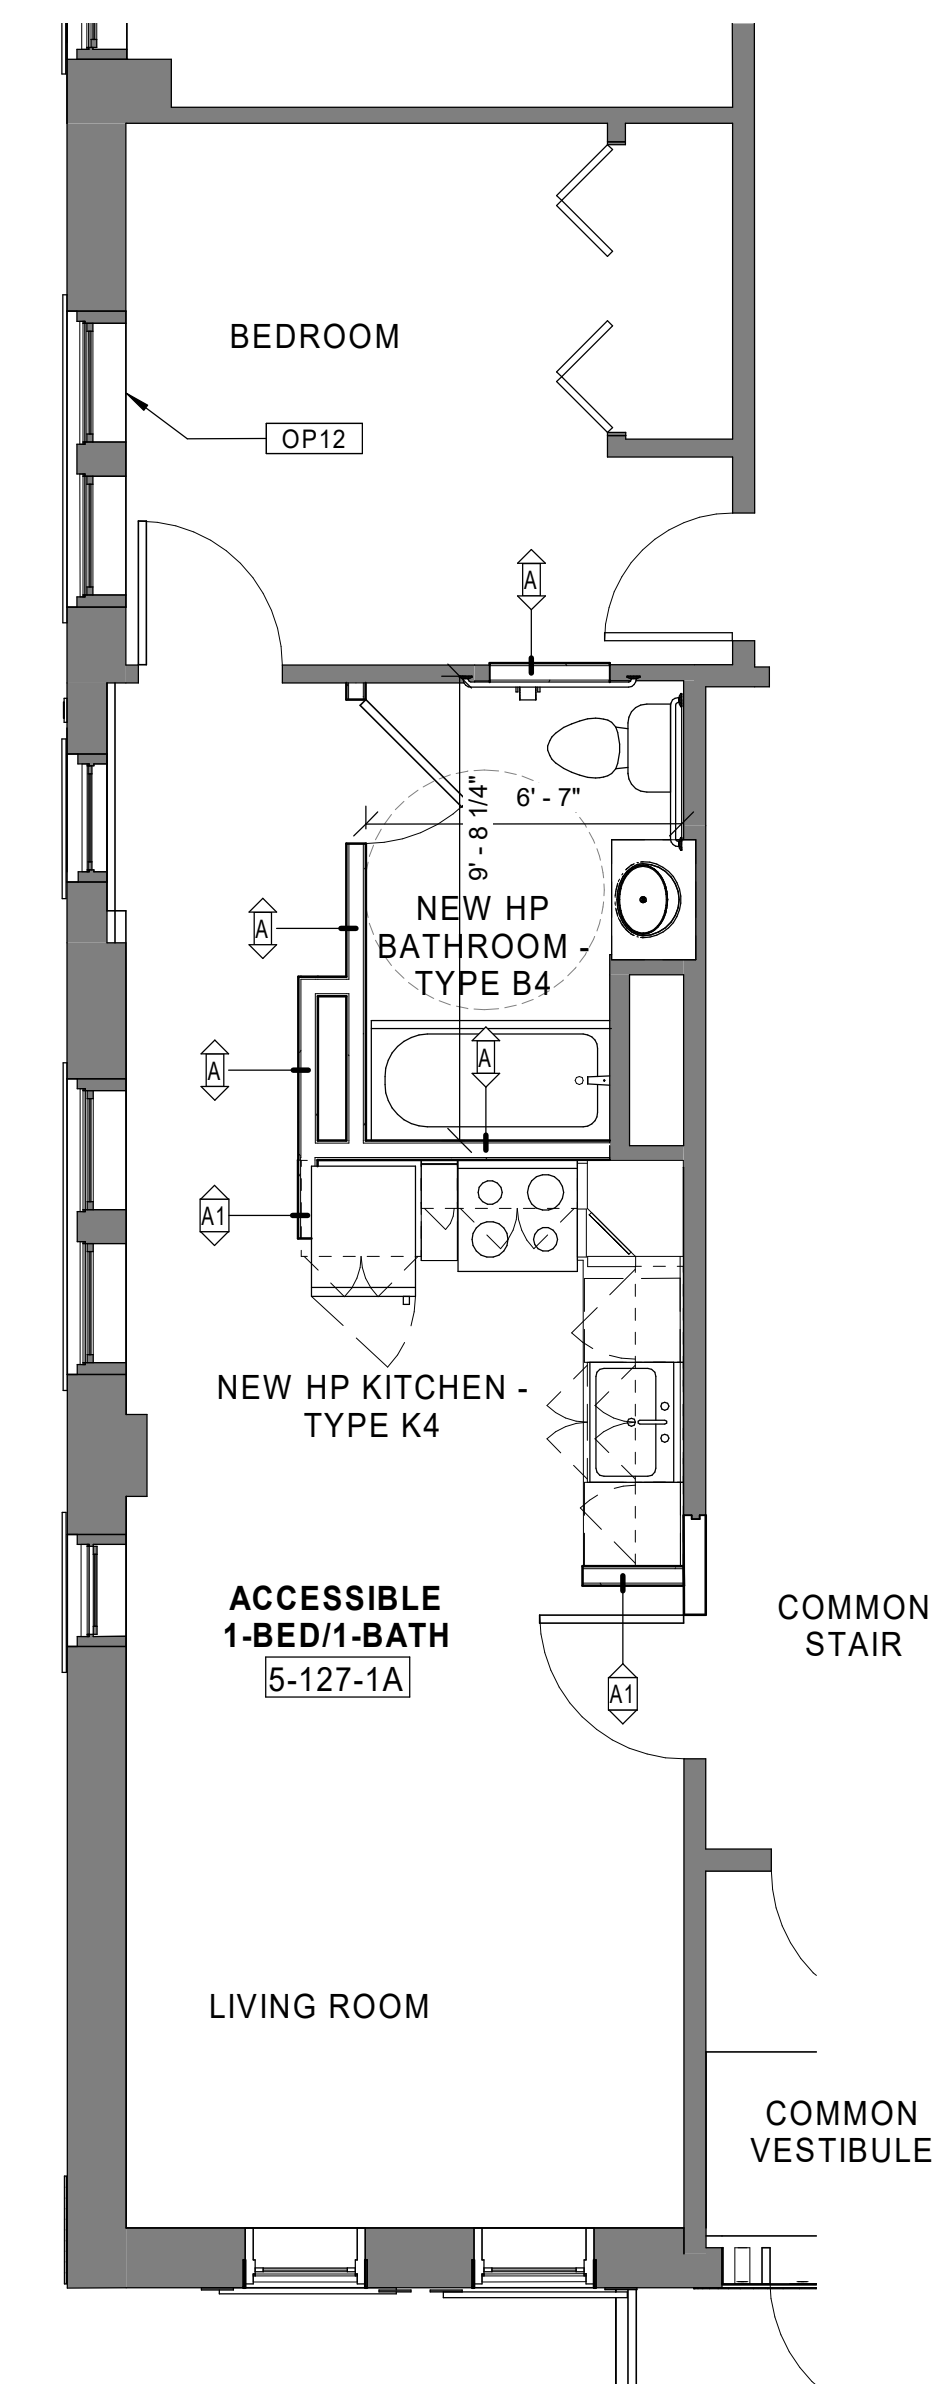 BEDROOM
OP12
A
6' - 7"
9' - 8 1/4"
NEW HP
BATHROOM -
TYPE B4
A
A
A
A1
NEW HP KITCHEN -
TYPE K4
ACCESSIBLE
1-BED/1-BATH
5-127-1A
COMMON
STAIR
A1
LIVING ROOM
COMMON
VESTIBULE